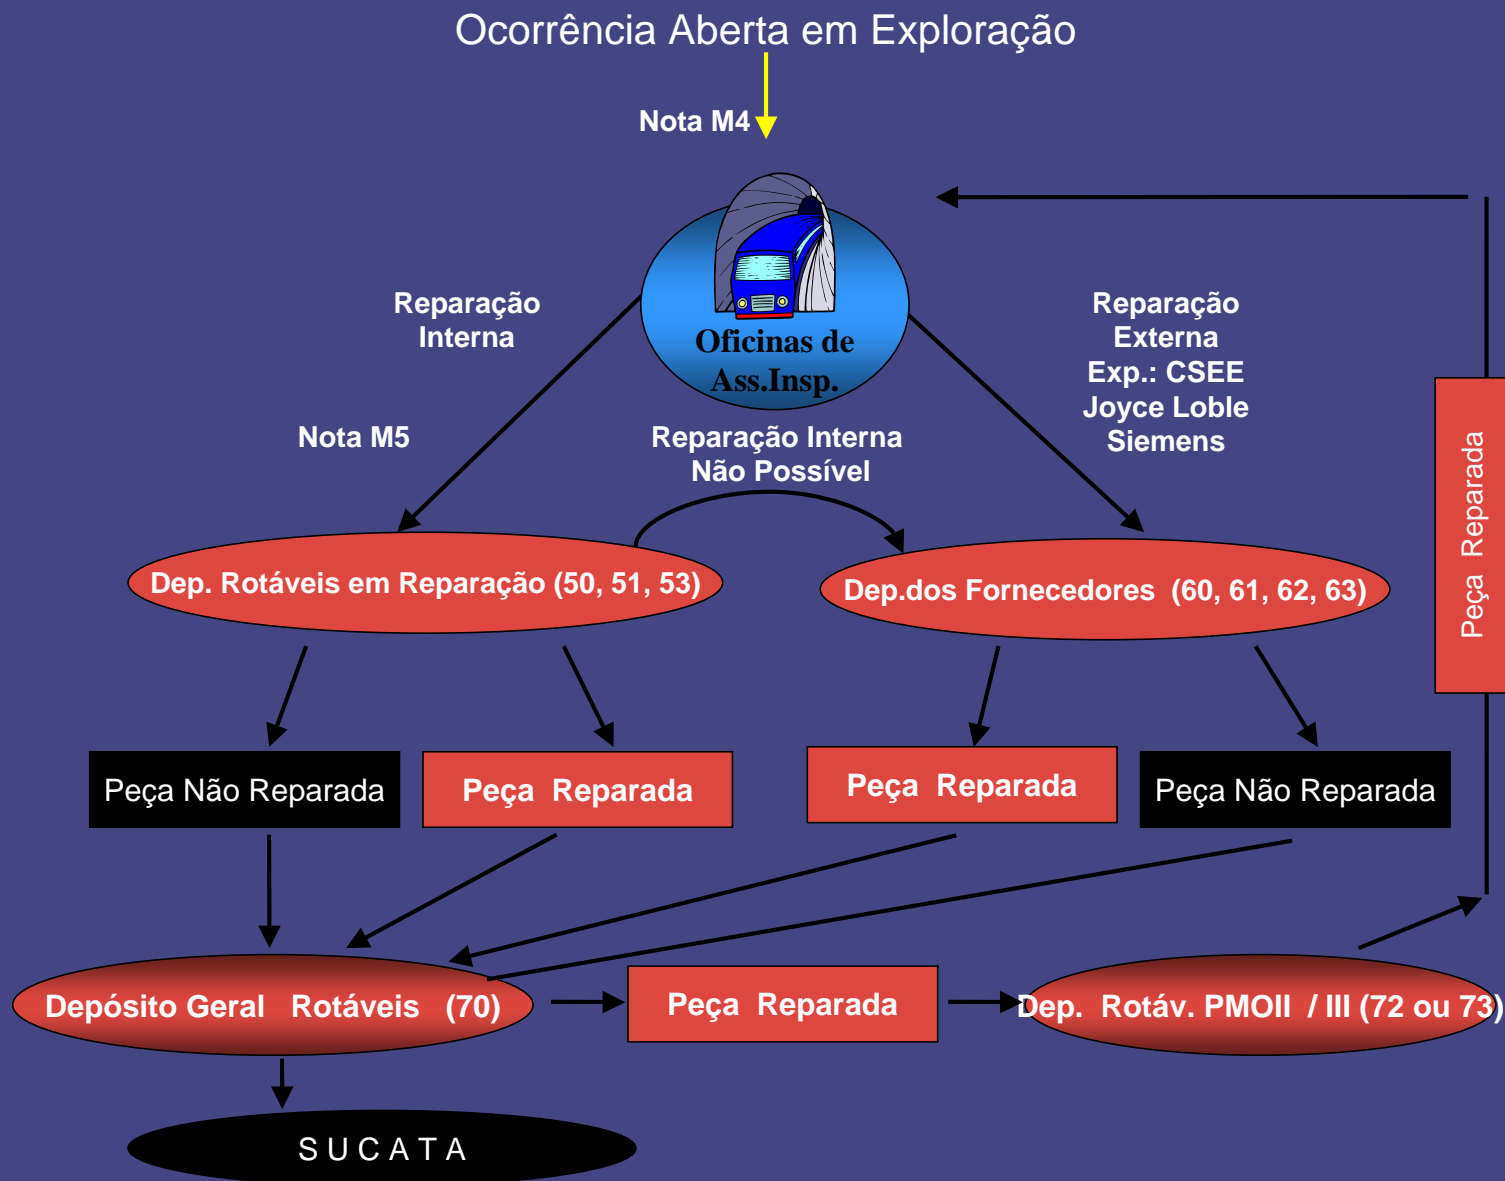 Ocorrência Aberta em Exploração
Nota M4
Oficinas de
Ass.Insp.
Reparação
Interna
Reparação
Externa
Exp.: CSEE
Joyce Loble
Siemens
Nota M5
Reparação Interna
Não Possível
Peça Reparada
Dep. Rotáveis em Reparação (50, 51, 53)
Dep.dos Fornecedores (60, 61, 62, 63)
Peça Não Reparada
Peça Reparada
Peça Reparada
Peça Não Reparada
Depósito Geral Rotáveis (70)
Peça Reparada
Dep. Rotáv. PMOII / III (72 ou 73)
S U C A T A